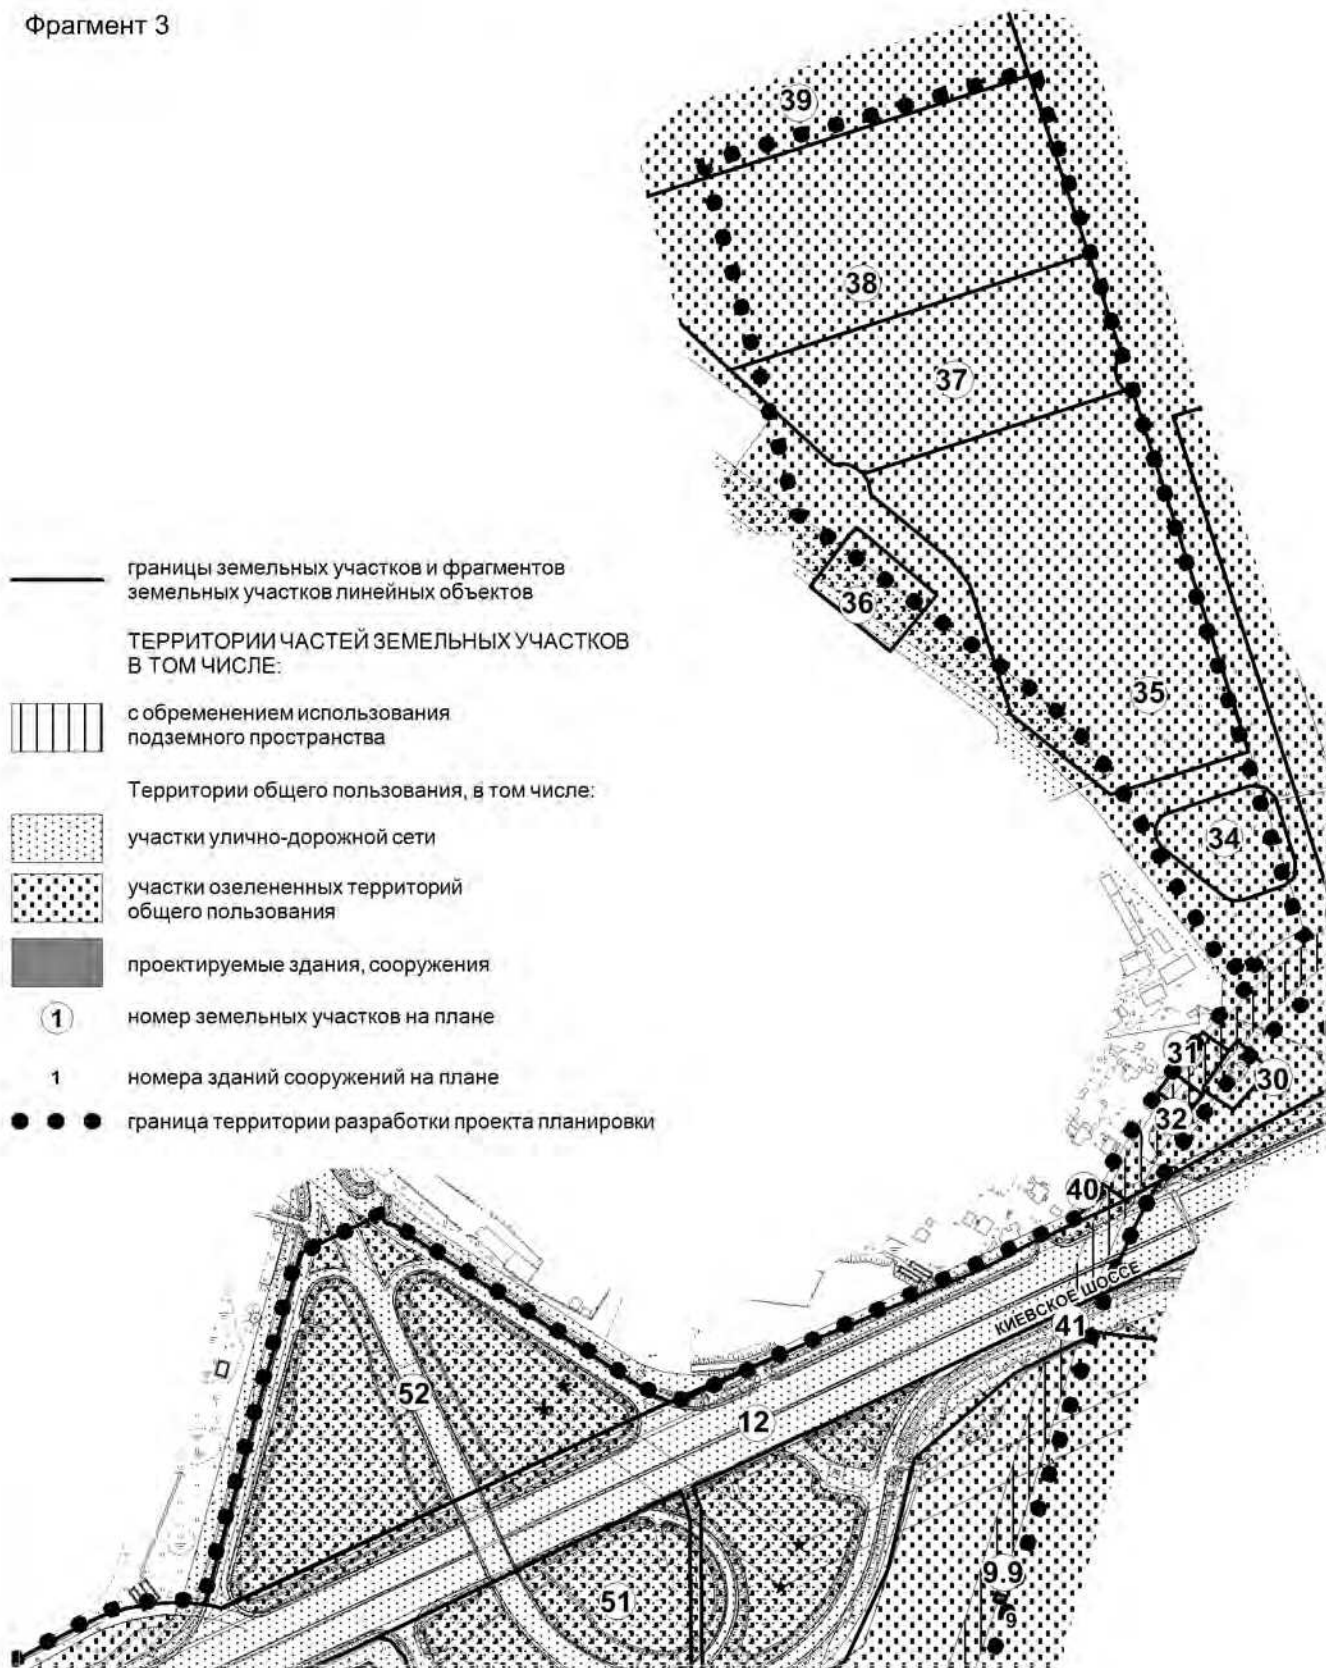 Фрагмент 3
39
38
37
36
35
34
границы земельных участков и фрагментов
земельных участков линейных объектов
ТЕРРИТОРИИ ЧАСТЕЙ ЗЕМЕЛЬНЫХ УЧАСТКОВ
В ТОМ ЧИСЛЕ:
с обременением использования
подземного пространства
Территории общего пользования, в том числе:
участки улично-дорожной сети
участки озелененных территорий
общего пользования
проектируемые здания, сооружения
1
номер земельных участков на плане
1
номера зданий сооружений на плане
граница территории разработки проекта планировки
31
30
32
40
КИЕВСКОЕ ШОССЕ
41
52
12
51
9.9
9